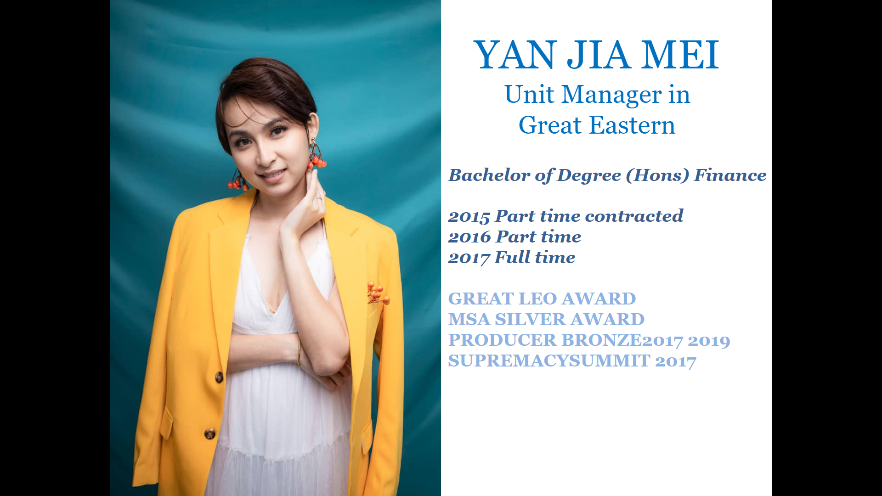 YAN JIA MEI
Unit Manager in
Great Eastern
Bachelor of Degree (Hons) Finance
2015 Part time contracted
2016 Part time
2017 Full time
GREAT LEO AWARD
MSA SILVER AWARD
PRODUCER BRONZE2017 2019
SUPREMACYSUMMIT 2017